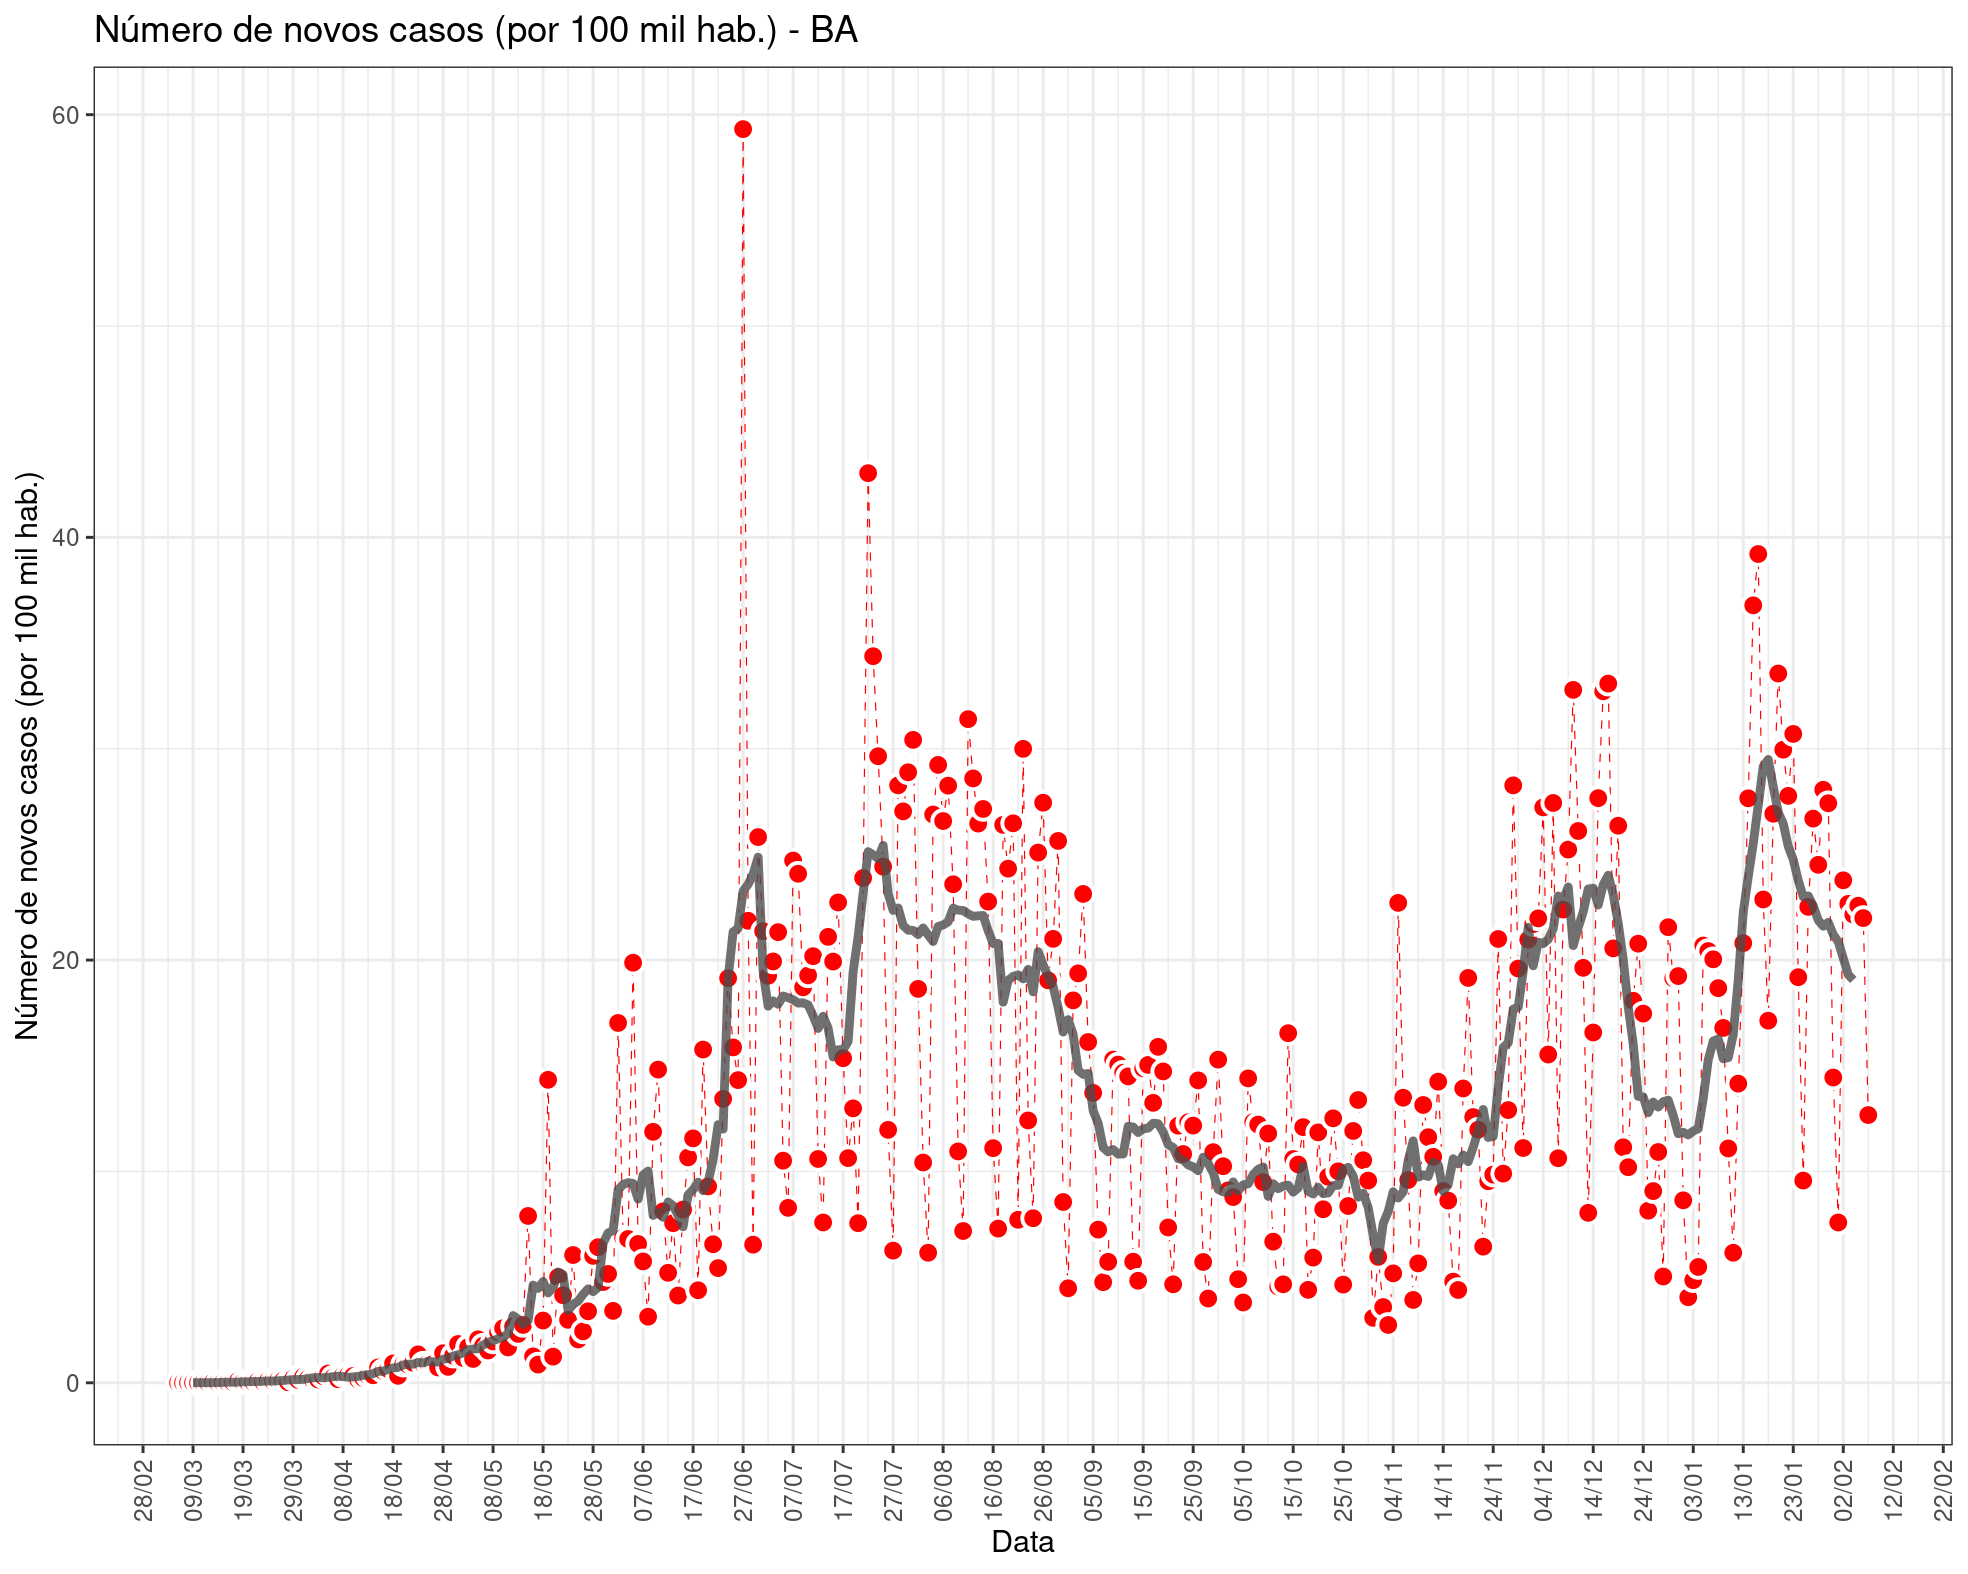 Número de novos casos (por 100 mil hab.) - BA
Número de novos casos (por 100 mil hab.)
60
40
20
0
28/02 09/03 19/03 29/03 08/04 18/04 28/04 08/05 18/05 28/05 07/06 17/06 27/06 07/07 17/07 27/07 06/08 16/08 26/08 05/09 15/09 25/09 05/10 15/10 25/10 04/11 14/11 24/11 04/12 14/12 24/12 03/01 13/01 23/01 02/02 12/02 22/02
Data